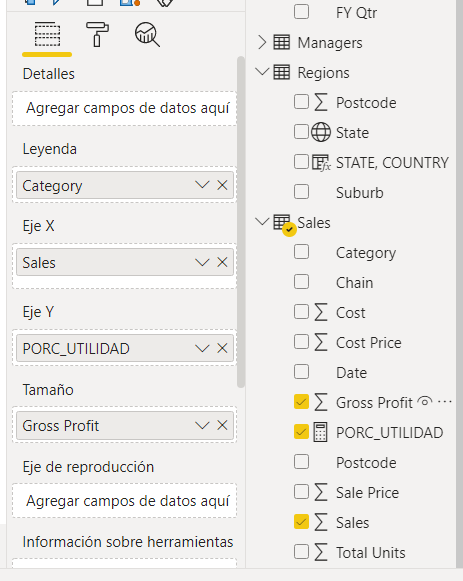 Detalles
Agregar campos de datos aquí
Leyenda
Category
Eje X
Sales
Eje Y
PORC_UTILIDAD
Tamaño
Gross Profit
Eje de reproducción
Agregar campos de datos aquí
Información sobre herramientas
FY Qtr
Managers
Regions
Postcode
State
STATE, COUNTRY
Suburb
Sales
Category
Chain
Cost
Cost Price
Date
Gross Profit
PORC_UTILIDAD
Postcode
Sale Price
Sales
Total Units